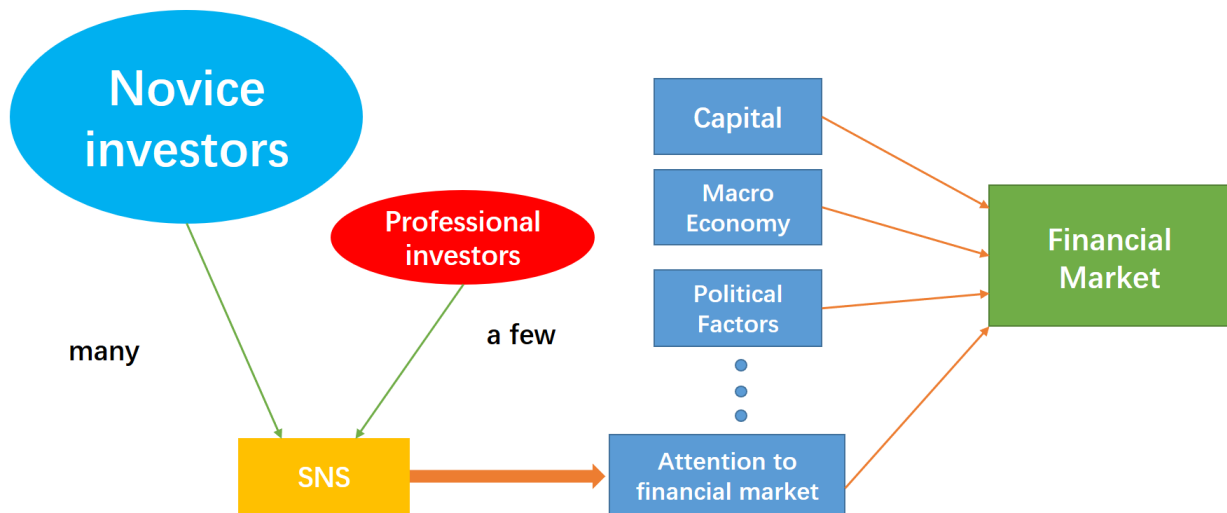 Novice
investors
Professional
investors
many
a few
SNS
Capital
Macro
Economy
Political
Factors
Attention to
financial market
Financial
Market